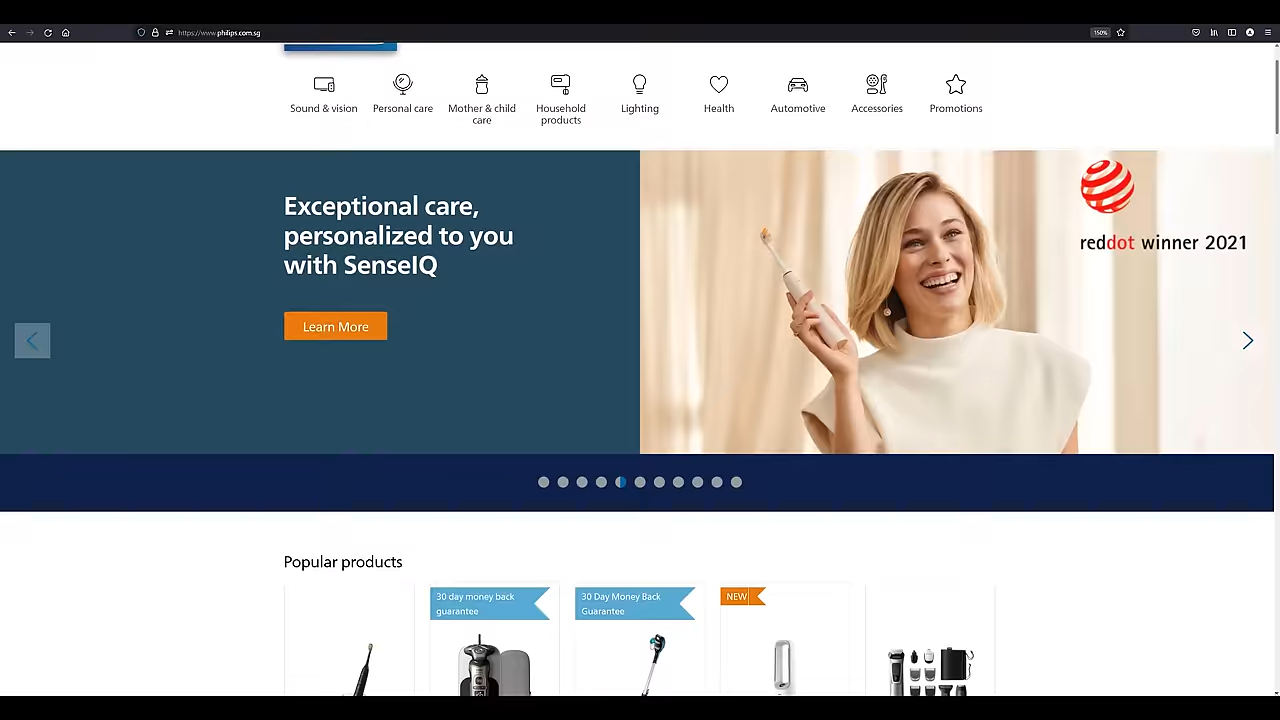 https://www.philips.com.sg
150%
Sound & vision
Personal care
Mother & child
care
Household
products
Lighting
Health
Automotive
Accessories
Promotions
Exceptional care,
personalized to you
with SenseIQ
Learn More
reddot winner 2021
Popular products
30 day money back
guarantee
30 Day Money Back
Guarantee
NEW